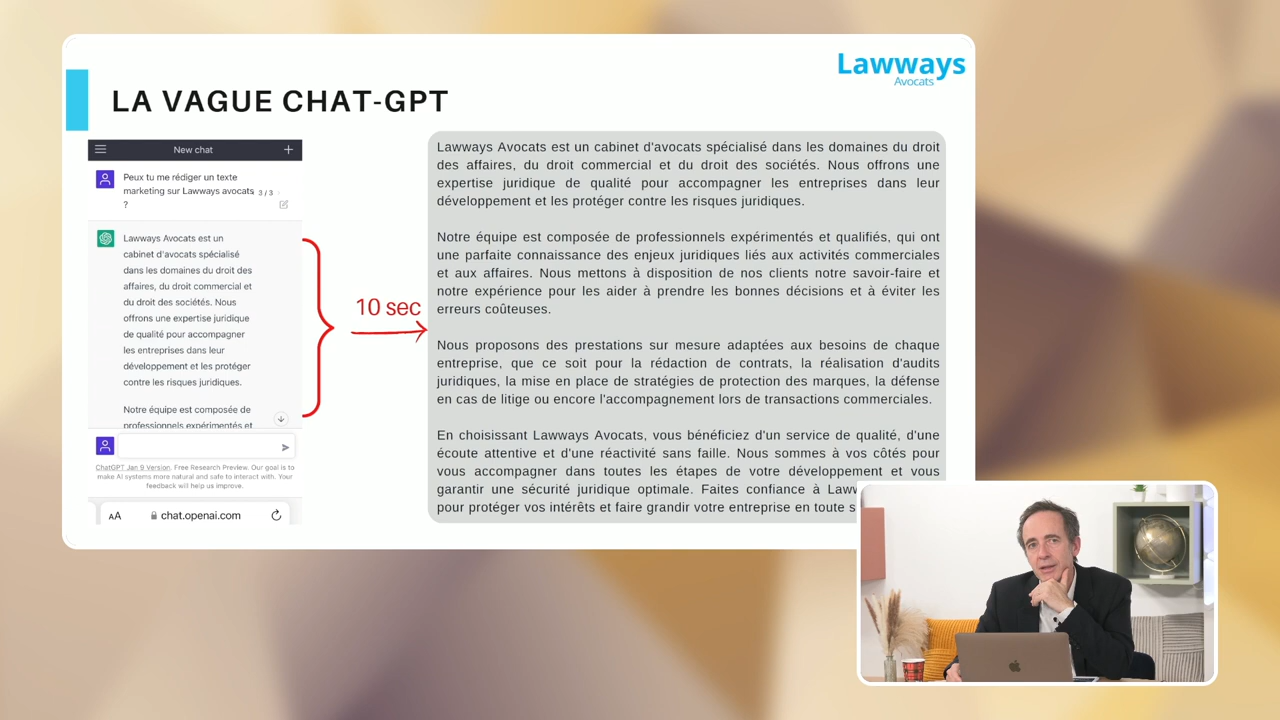 Lawways
Avocats
LA VAGUE CHAT-GPT
New chat
Peux tu me rédiger un texte
marketing sur Lawways avocats
?
3 / 3
Lawways Avocats est un
cabinet d'avocats spécialisé
dans les domaines du droit des
affaires, du droit commercial et
du droit des sociétés. Nous
offrons une expertise juridique
de qualité pour accompagner
les entreprises dans leur
développement et les protéger
contre les risques juridiques.
Notre équipe est composée de
professionnels expérimentés et
ChatGPT Jan 9 Version. Free Research Preview. Our goal is to
make AI systems more natural and safe to interact with. Your
feedback will help us improve.
AA chat.openai.com
10 sec
Lawways Avocats est un cabinet d'avocats spécialisé dans les domaines du droit
des affaires, du droit commercial et du droit des sociétés. Nous offrons une
expertise juridique de qualité pour accompagner les entreprises dans leur
développement et les protéger contre les risques juridiques.
Notre équipe est composée de professionnels expérimentés et qualifiés, qui ont
une parfaite connaissance des enjeux juridiques liés aux activités commerciales
et aux affaires. Nous mettons à disposition de nos clients notre savoir-faire et
notre expérience pour les aider à prendre les bonnes décisions et à éviter les
erreurs coûteuses.
Nous proposons des prestations sur mesure adaptées aux besoins de chaque
entreprise, que ce soit pour la rédaction de contrats, la réalisation d'audits
juridiques, la mise en place de stratégies de protection des marques, la défense
en cas de litige ou encore l'accompagnement lors de transactions commerciales.
En choisissant Lawways Avocats, vous bénéficiez d'un service de qualité, d'une
écoute attentive et d'une réactivité sans faille. Nous sommes à vos côtés pour
vous accompagner dans toutes les étapes de votre développement et vous
garantir une sécurité juridique optimale. Faites confiance à Law
pour protéger vos intérêts et faire grandir votre entreprise en toute s